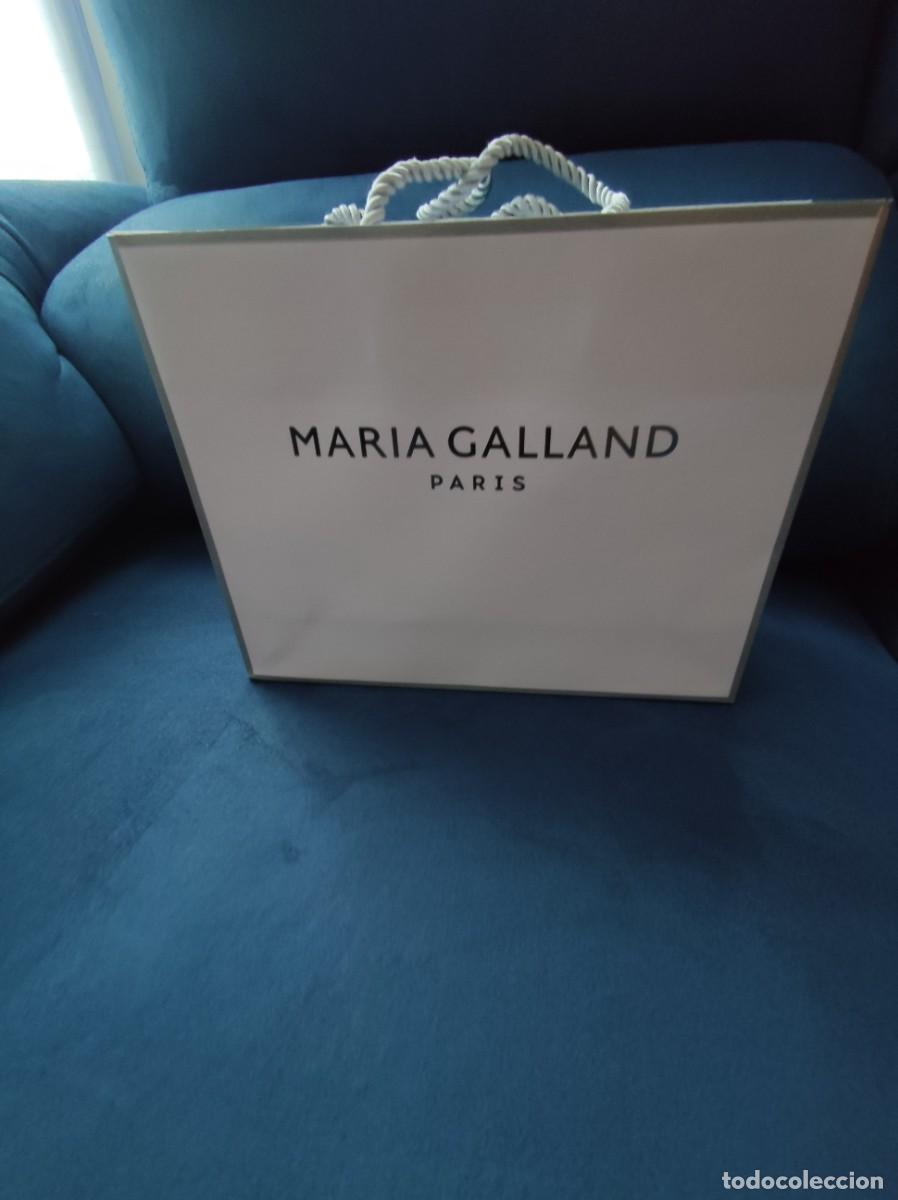 MARIA GALLAND
PARIS
todocoleccion